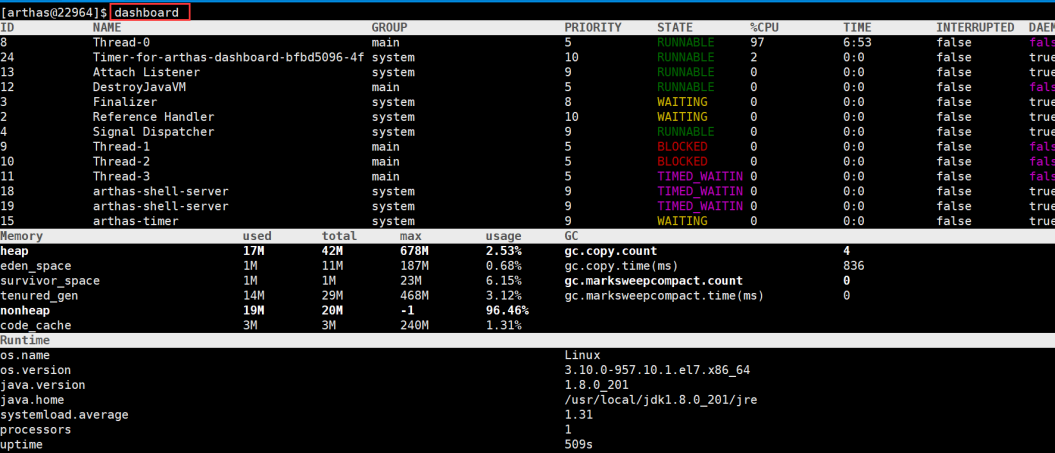 [arthas@22964]$ dashboard
ID NAME GROUP PRIORITY STATE %CPU TIME INTERRUPTED DAEM
8 Thread-0 main 5 RUNNABLE 97 6:53 false fals
24 Timer-for-arthas-dashboard-bfbd5096-4f system 10 RUNNABLE 2 0:0 false true
13 Attach Listener system 9 RUNNABLE 0 0:0 false true
12 DestroyJavaVM main 5 RUNNABLE 0 0:0 false fals
3 Finalizer system 8 WAITING 0 0:0 false true
2 Reference Handler system 10 WAITING 0 0:0 false true
4 Signal Dispatcher system 9 RUNNABLE 0 0:0 false true
9 Thread-1 main 5 BLOCKED 0 0:0 false fals
10 Thread-2 main 5 BLOCKED 0 0:0 false fals
11 Thread-3 main 5 TIMED_WAITIN 0 0:0 false fals
18 arthas-shell-server system 9 TIMED_WAITIN 0 0:0 false true
19 arthas-shell-server system 9 TIMED_WAITIN 0 0:0 false true
15 arthas-timer system 9 WAITING 0 0:0 false true
Memory used total max usage GC
heap 17M 42M 678M 2.53% gc.copy.count 4
eden_space 1M 11M 187M 0.68% gc.copy.time(ms) 836
survivor_space 1M 1M 23M 6.15% gc.marksweepcompact.count 0
tenured_gen 14M 29M 468M 3.12% gc.marksweepcompact.time(ms) 0
nonheap 19M 20M -1 96.46%
code_cache 3M 3M 240M 1.31%
Runtime
os.name Linux
os.version 3.10.0-957.10.1.el7.x86_64
java.version 1.8.0_201
java.home /usr/local/jdk1.8.0_201/jre
systemload.average 1.31
processors 1
uptime 509s